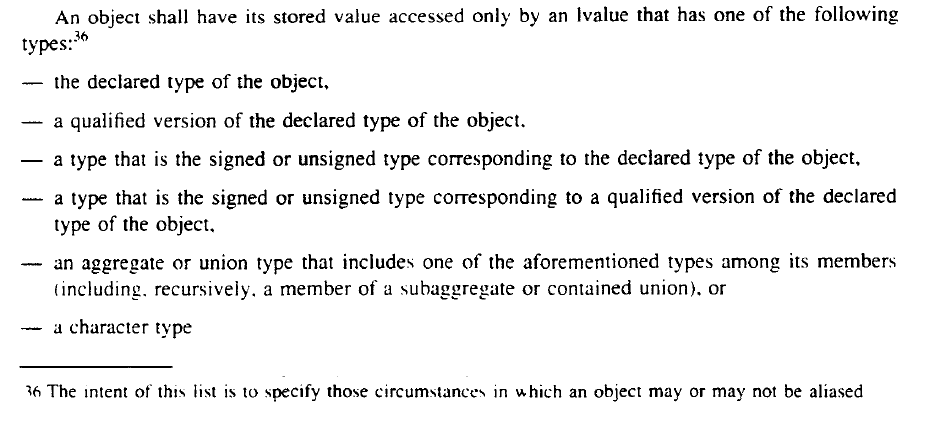 An object shall have its stored value accessed only by an lvalue that has one of the following
types:36
— the declared type of the object,
— a qualified version of the declared type of the object,
— a type that is the signed or unsigned type corresponding to the declared type of the object,
— a type that is the signed or unsigned type corresponding to a qualified version of the declared
type of the object,
— an aggregate or union type that includes one of the aforementioned types among its members
(including, recursively, a member of a subaggregate or contained union), or
— a character type
36 The intent of this list is to specify those circumstances in which an object may or may not be aliased